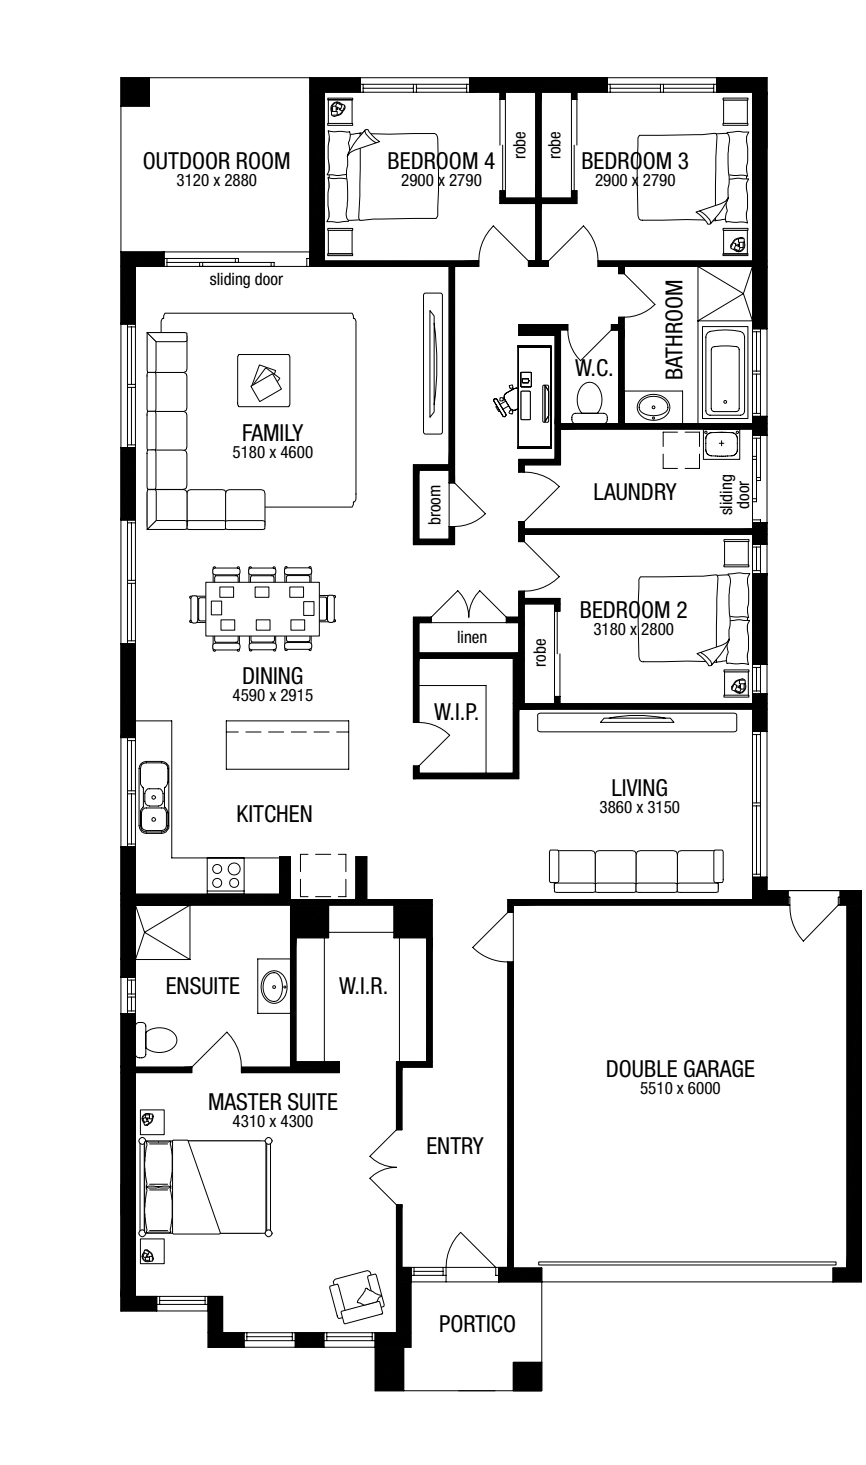 OUTDOOR ROOM
3120 x 2880
BEDROOM 4
2900 x 2790
robe
robe
BEDROOM 3
2900 x 2790
sliding door
BATHROOM
W.C.
FAMILY
5180 x 4600
broom
LAUNDRY
sliding
door
BEDROOM 2
3180 x 2800
robe
linen
DINING
4590 x 2915
W.I.P.
KITCHEN
LIVING
3860 x 3150
ENSUITE
W.I.R.
DOUBLE GARAGE
5510 x 6000
MASTER SUITE
4310 x 4300
ENTRY
PORTICO